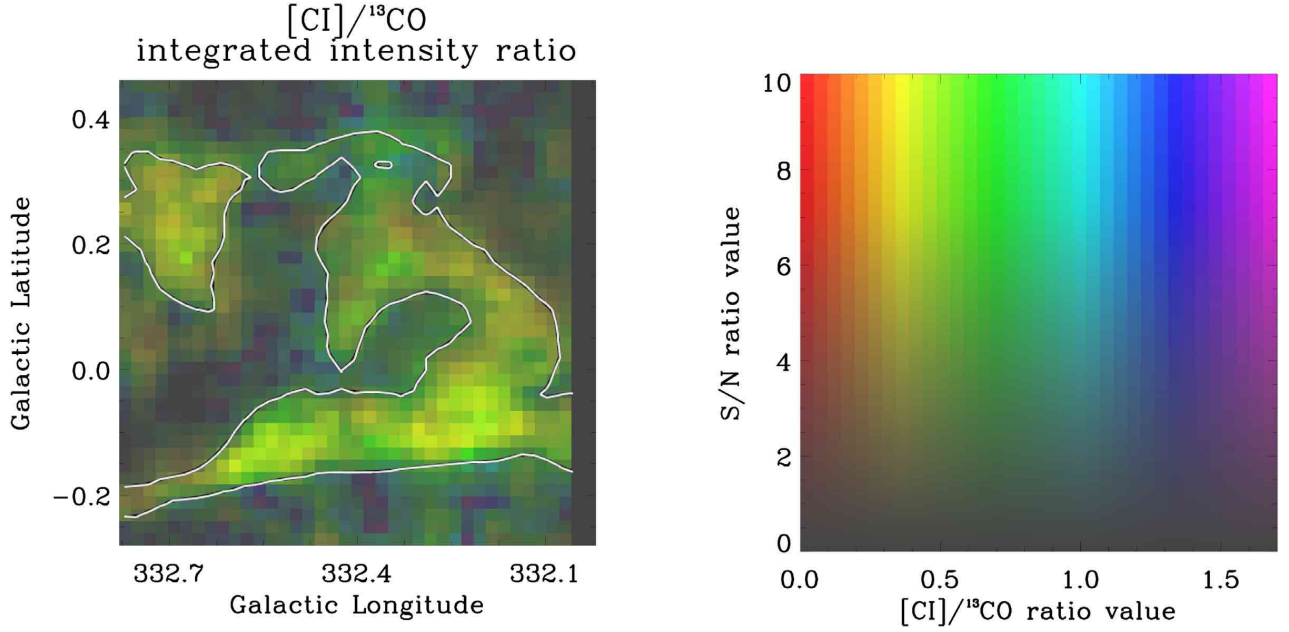 [CI]/¹³CO
integrated intensity ratio
Galactic Latitude
0.4
0.2
0.0
−0.2
332.7 332.4 332.1
Galactic Longitude
S/N ratio value
10
8
6
4
2
0
0.0 0.5 1.0 1.5
[CI]/¹³CO ratio value